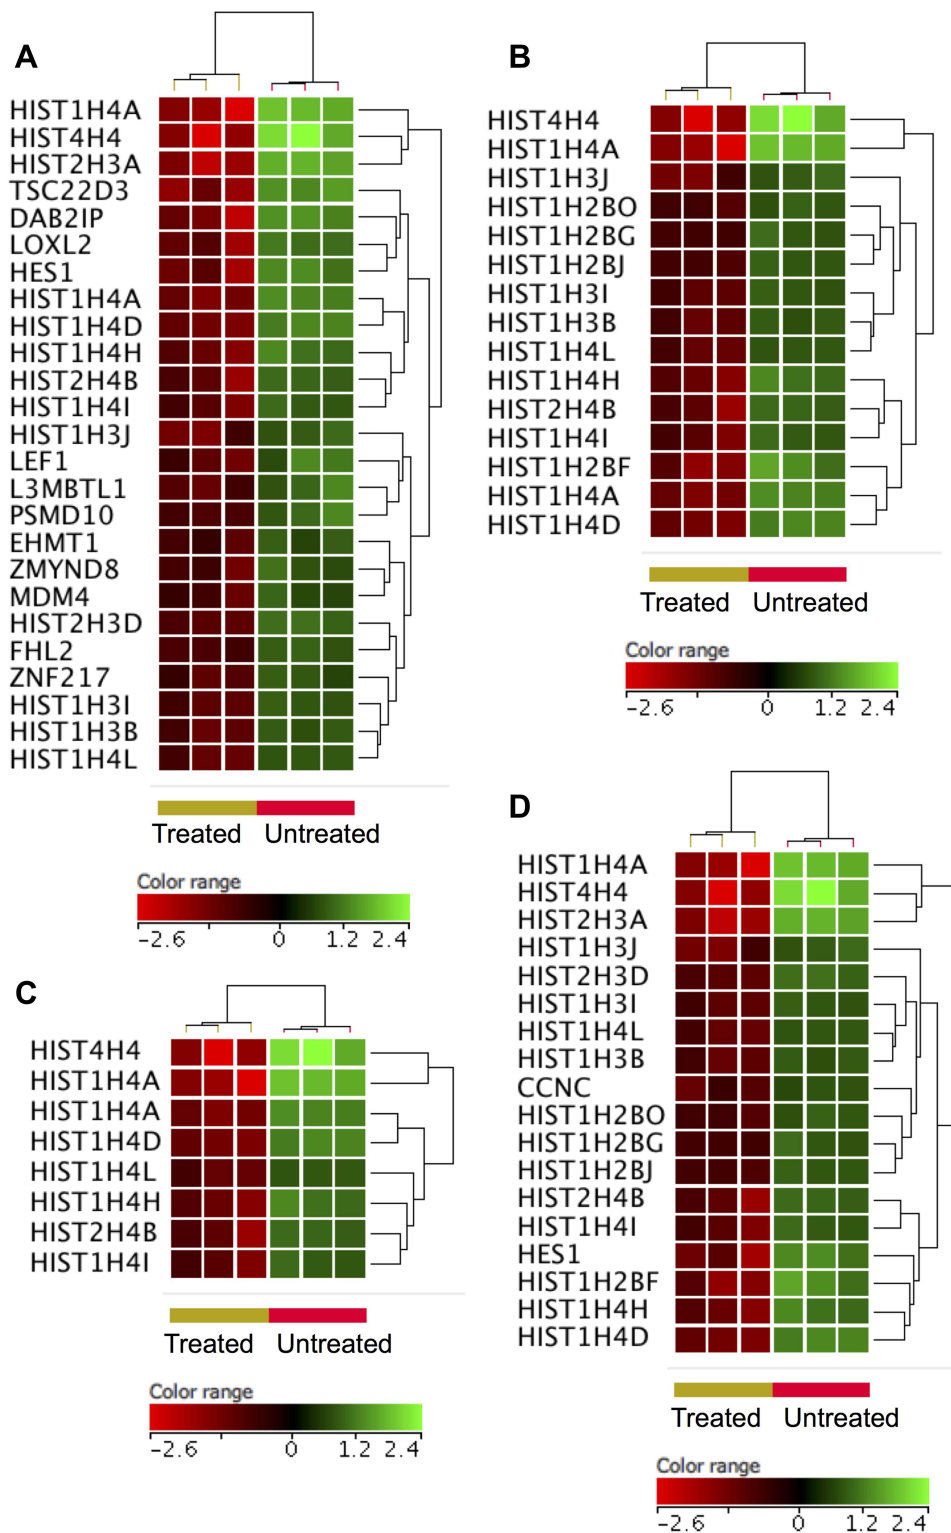 A
HIST1H4A
HIST4H4
HIST2H3A
TSC22D3
DAB2IP
LOXL2
HES1
HIST1H4A
HIST1H4D
HIST1H4H
HIST2H4B
HIST1H4I
HIST1H3J
LEF1
L3MBTL1
PSMD10
EHMT1
ZMYND8
MDM4
HIST2H3D
FHL2
ZNF217
HIST1H3I
HIST1H3B
HIST1H4L
Treated Untreated
Color range
-2.6 0 1.2 2.4
B
HIST4H4
HIST1H4A
HIST1H3J
HIST1H2BO
HIST1H2BG
HIST1H2BJ
HIST1H3I
HIST1H3B
HIST1H4L
HIST1H4H
HIST2H4B
HIST1H4I
HIST1H2BF
HIST1H4A
HIST1H4D
Treated Untreated
Color range
-2.6 0 1.2 2.4
C
HIST4H4
HIST1H4A
HIST1H4A
HIST1H4D
HIST1H4L
HIST1H4H
HIST2H4B
HIST1H4I
Treated Untreated
Color range
-2.6 0 1.2 2.4
D
HIST1H4A
HIST4H4
HIST2H3A
HIST1H3J
HIST2H3D
HIST1H3I
HIST1H4L
HIST1H3B
CCNC
HIST1H2BO
HIST1H2BG
HIST1H2BJ
HIST2H4B
HIST1H4I
HES1
HIST1H2BF
HIST1H4H
HIST1H4D
Treated Untreated
Color range
-2.6 0 1.2 2.4